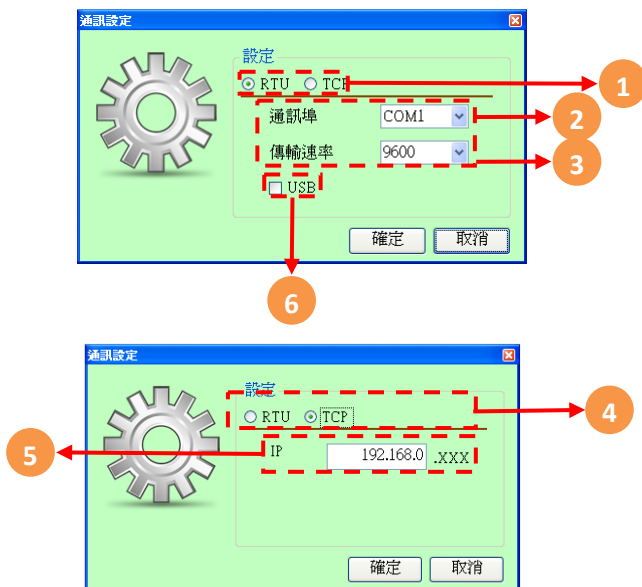 通訊設定
設定
RTU TCP
1
通訊埠 COM1
2
傳輸速率 9600
3
USB
確定 取消
6
通訊設定
設定
RTU TCP
4
5
IP 192.168.0 .XXX
確定 取消